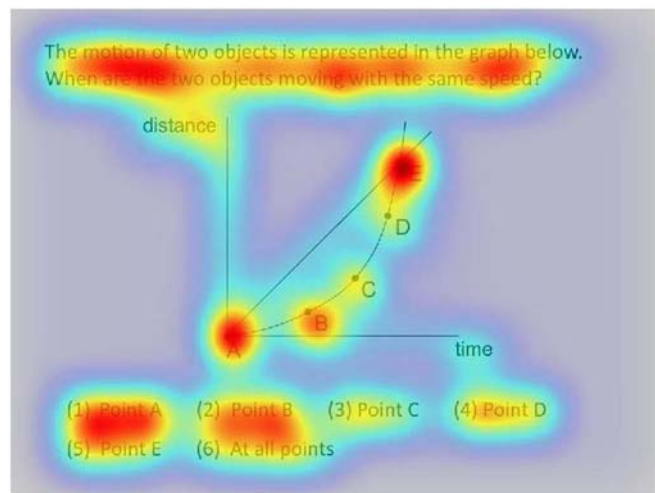 The motion of two objects is represented in the graph below.
When are the two objects moving with the same speed?
distance
E
D
C
B
A
time
(1) Point A (2) Point B (3) Point C (4) Point D
(5) Point E (6) At all points